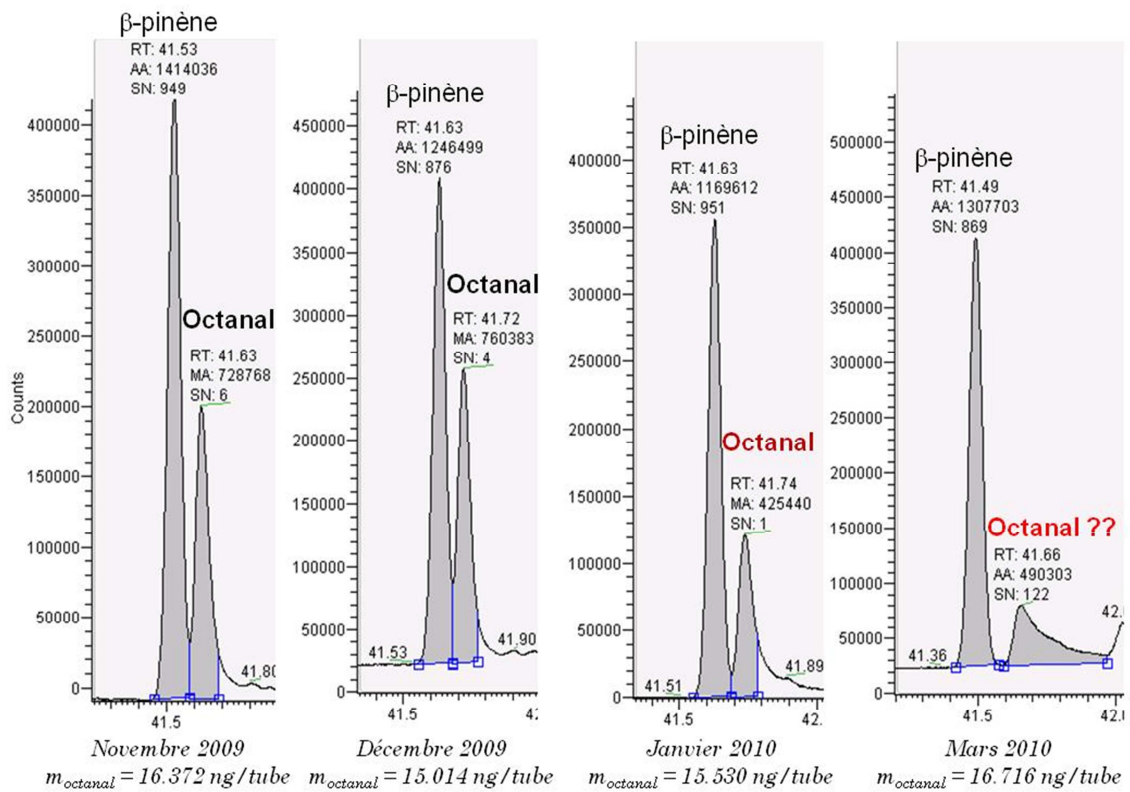 β-pinène
RT: 41.53
AA: 1414036
SN: 949
Octanal
RT: 41.63
MA: 728768
SN: 6
41.80
Counts
400000
350000
300000
250000
200000
150000
100000
50000
0
41.5
Novembre 2009
m octanal = 16.372 ng/tube
β-pinène
RT: 41.63
AA: 1246499
SN: 876
Octanal
RT: 41.72
MA: 760383
SN: 4
41.53
41.90
450000
400000
350000
300000
250000
200000
150000
100000
50000
0
41.5
Décembre 2009
m octanal = 15.014 ng/tube
β-pinène
RT: 41.63
AA: 1169612
SN: 951
Octanal
RT: 41.74
MA: 425440
SN: 1
41.51
41.89
400000
350000
300000
250000
200000
150000
100000
50000
0
41.5
42.
Janvier 2010
m octanal = 15.530 ng/tube
β-pinène
RT: 41.49
AA: 1307703
SN: 869
Octanal ??
RT: 41.66
AA: 490303
SN: 122
41.36
42.
500000
450000
400000
350000
300000
250000
200000
150000
100000
50000
0
41.5
42.0
Mars 2010
m octanal = 16.716 ng/tube